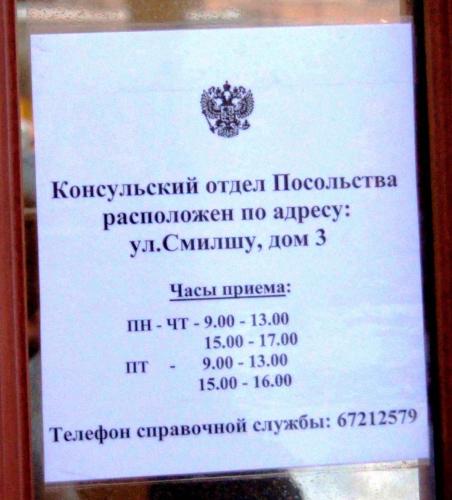 Консульский отдел Посольства
расположен по адресу:
ул.Смилшу, дом 3
Часы приема:
ПН - ЧТ - 9.00 - 13.00
15.00 - 17.00
ПТ - 9.00 - 13.00
15.00 - 16.00
Телефон справочной службы: 67212579